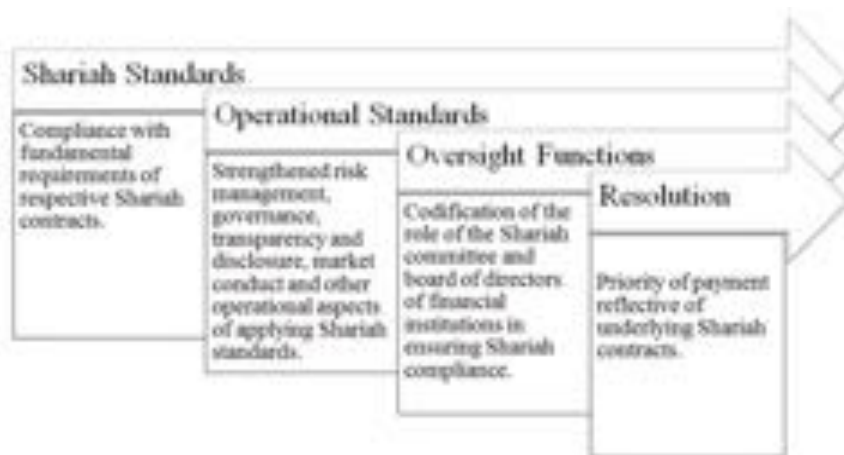 Shariah Standards
Compliance with
fundamental
requirements of
respective Shariah
contracts.
Operational Standards
Strengthened risk
management,
governance,
transparency and
disclosure, market
conduct and other
operational aspects
of applying Shariah
standards.
Oversight Functions
Codification of the
role of the Shariah
committee and
board of directors
of financial
institutions in
ensuring Shariah
compliance.
Resolution
Priority of payment
reflective of
underlying Shariah
contracts.